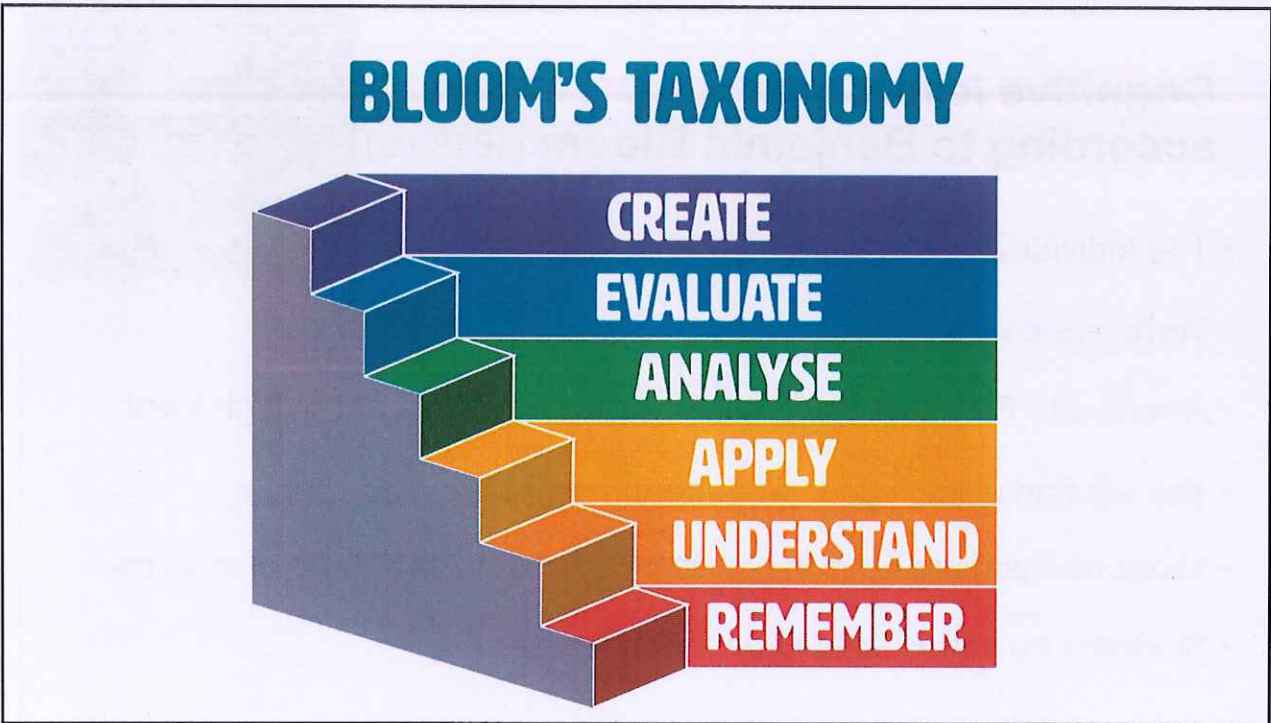 BLOOM'S TAXONOMY
CREATE
EVALUATE
ANALYSE
APPLY
UNDERSTAND
REMEMBER